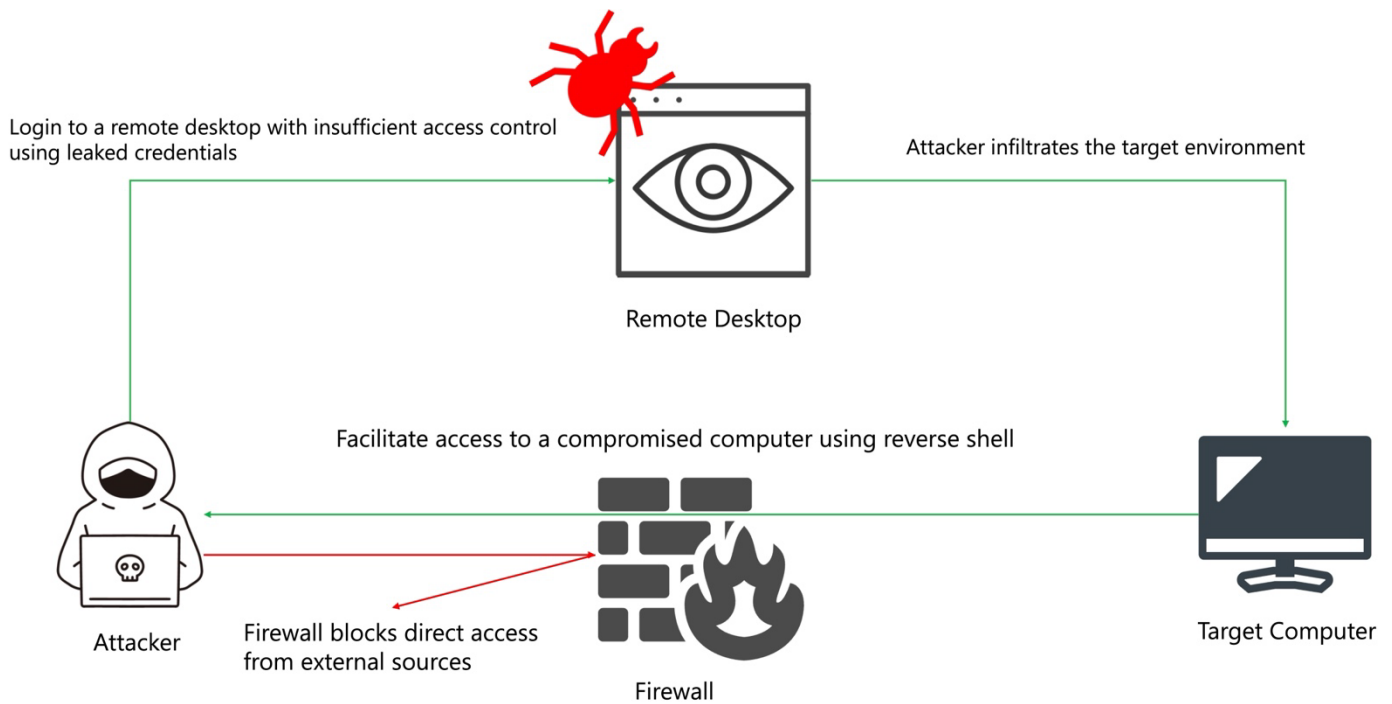 Login to a remote desktop with insufficient access control
using leaked credentials
Attacker infiltrates the target environment
Remote Desktop
Facilitate access to a compromised computer using reverse shell
Attacker
Firewall blocks direct access
from external sources
Firewall
Target Computer